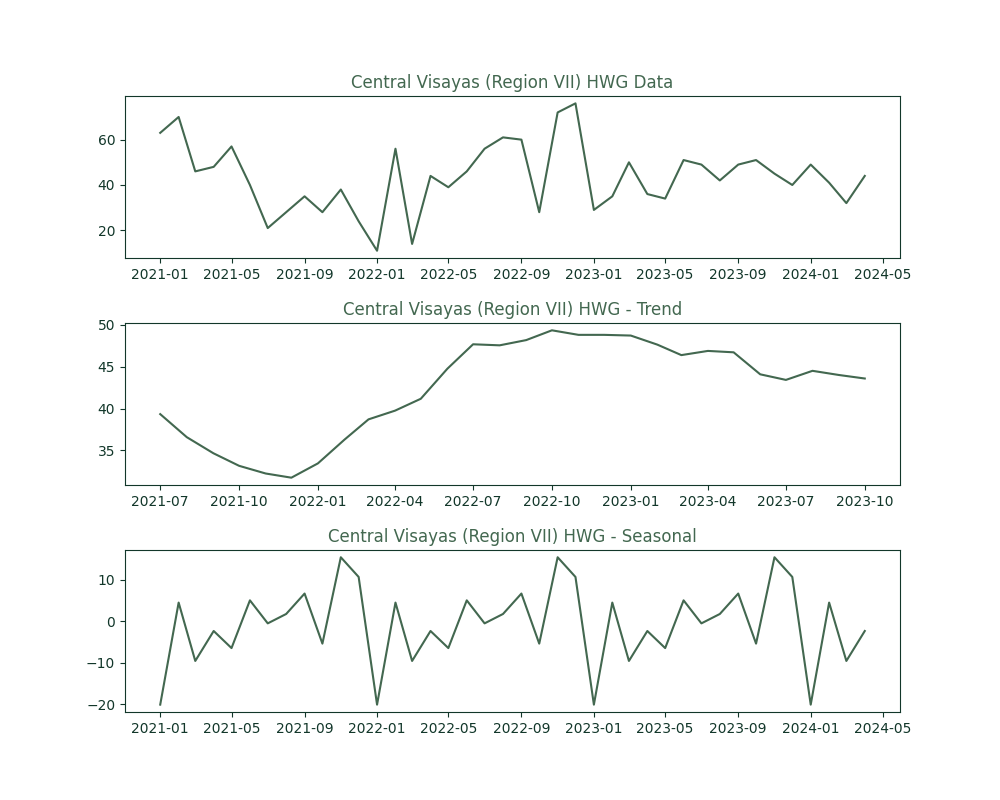 Central Visayas (Region VII) HWG Data
60
40
20
2021-01 2021-05 2021-09 2022-01 2022-05 2022-09 2023-01 2023-05 2023-09 2024-01 2024-05
Central Visayas (Region VII) HWG - Trend
50
45
40
35
2021-07 2021-10 2022-01 2022-04 2022-07 2022-10 2023-01 2023-04 2023-07 2023-10
Central Visayas (Region VII) HWG - Seasonal
10
0
−10
−20
2021-01 2021-05 2021-09 2022-01 2022-05 2022-09 2023-01 2023-05 2023-09 2024-01 2024-05